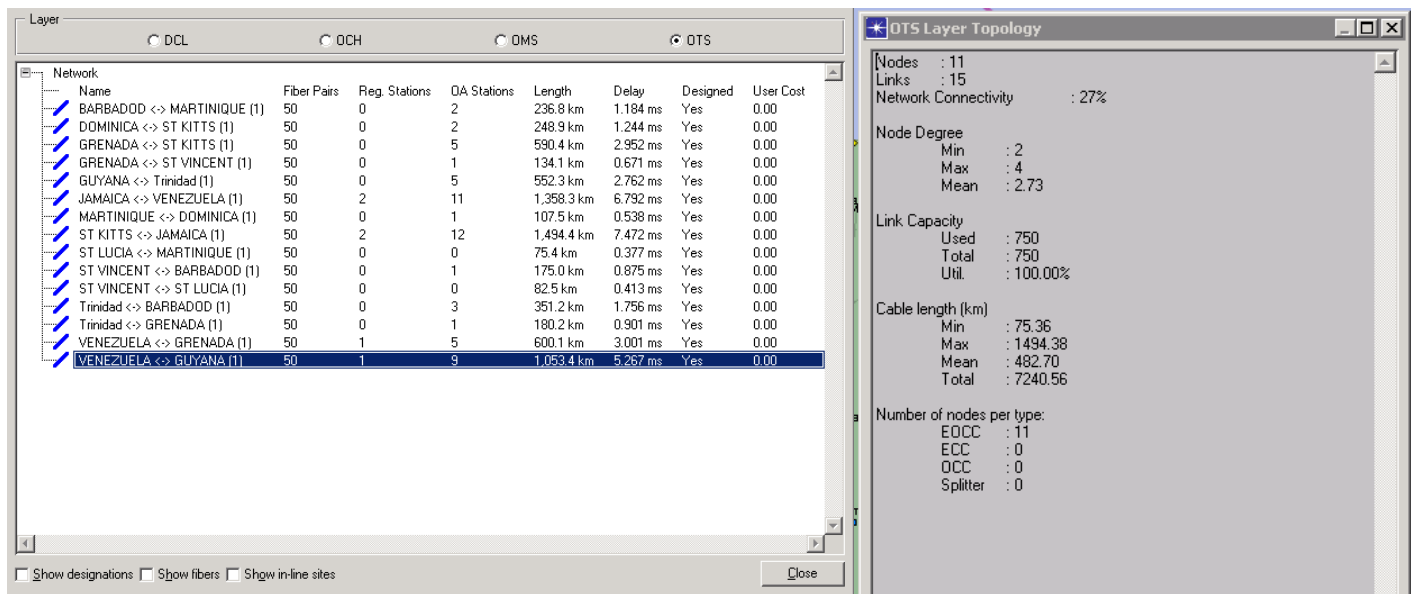 Layer
DCL OCH OMS OTS
Network
Name Fiber Pairs Reg. Stations OA Stations Length Delay Designed User Cost
BARBADOD <-> MARTINIQUE (1) 50 0 2 236.8 km 1.184 ms Yes 0.00
DOMINICA <-> ST KITTS (1) 50 0 2 248.9 km 1.244 ms Yes 0.00
GRENADA <-> ST KITTS (1) 50 0 5 590.4 km 2.952 ms Yes 0.00
GRENADA <-> ST VINCENT (1) 50 0 1 134.1 km 0.671 ms Yes 0.00
GUYANA <-> Trinidad (1) 50 0 5 552.3 km 2.762 ms Yes 0.00
JAMAICA <-> VENEZUELA (1) 50 2 11 1,358.3 km 6.792 ms Yes 0.00
MARTINIQUE <-> DOMINICA (1) 50 0 1 107.5 km 0.538 ms Yes 0.00
ST KITTS <-> JAMAICA (1) 50 2 12 1,494.4 km 7.472 ms Yes 0.00
ST LUCIA <-> MARTINIQUE (1) 50 0 0 75.4 km 0.377 ms Yes 0.00
ST VINCENT <-> BARBADOD (1) 50 0 1 175.0 km 0.875 ms Yes 0.00
ST VINCENT <-> ST LUCIA (1) 50 0 0 82.5 km 0.413 ms Yes 0.00
Trinidad <-> BARBADOD (1) 50 0 3 351.2 km 1.756 ms Yes 0.00
Trinidad <-> GRENADA (1) 50 0 1 180.2 km 0.901 ms Yes 0.00
VENEZUELA <-> GRENADA (1) 50 1 5 600.1 km 3.001 ms Yes 0.00
VENEZUELA <-> GUYANA (1) 50 1 9 1,053.4 km 5.267 ms Yes 0.00
Show designations Show fibers Show in-line sites Close
OTS Layer Topology
Nodes : 11
Links : 15
Network Connectivity : 27%
Node Degree
Min : 2
Max : 4
Mean : 2.73
Link Capacity
Used : 750
Total : 750
Util. : 100.00%
Cable length (km)
Min : 75.36
Max : 1494.38
Mean : 482.70
Total : 7240.56
Number of nodes per type:
EOCC : 11
ECC : 0
OCC : 0
Splitter : 0